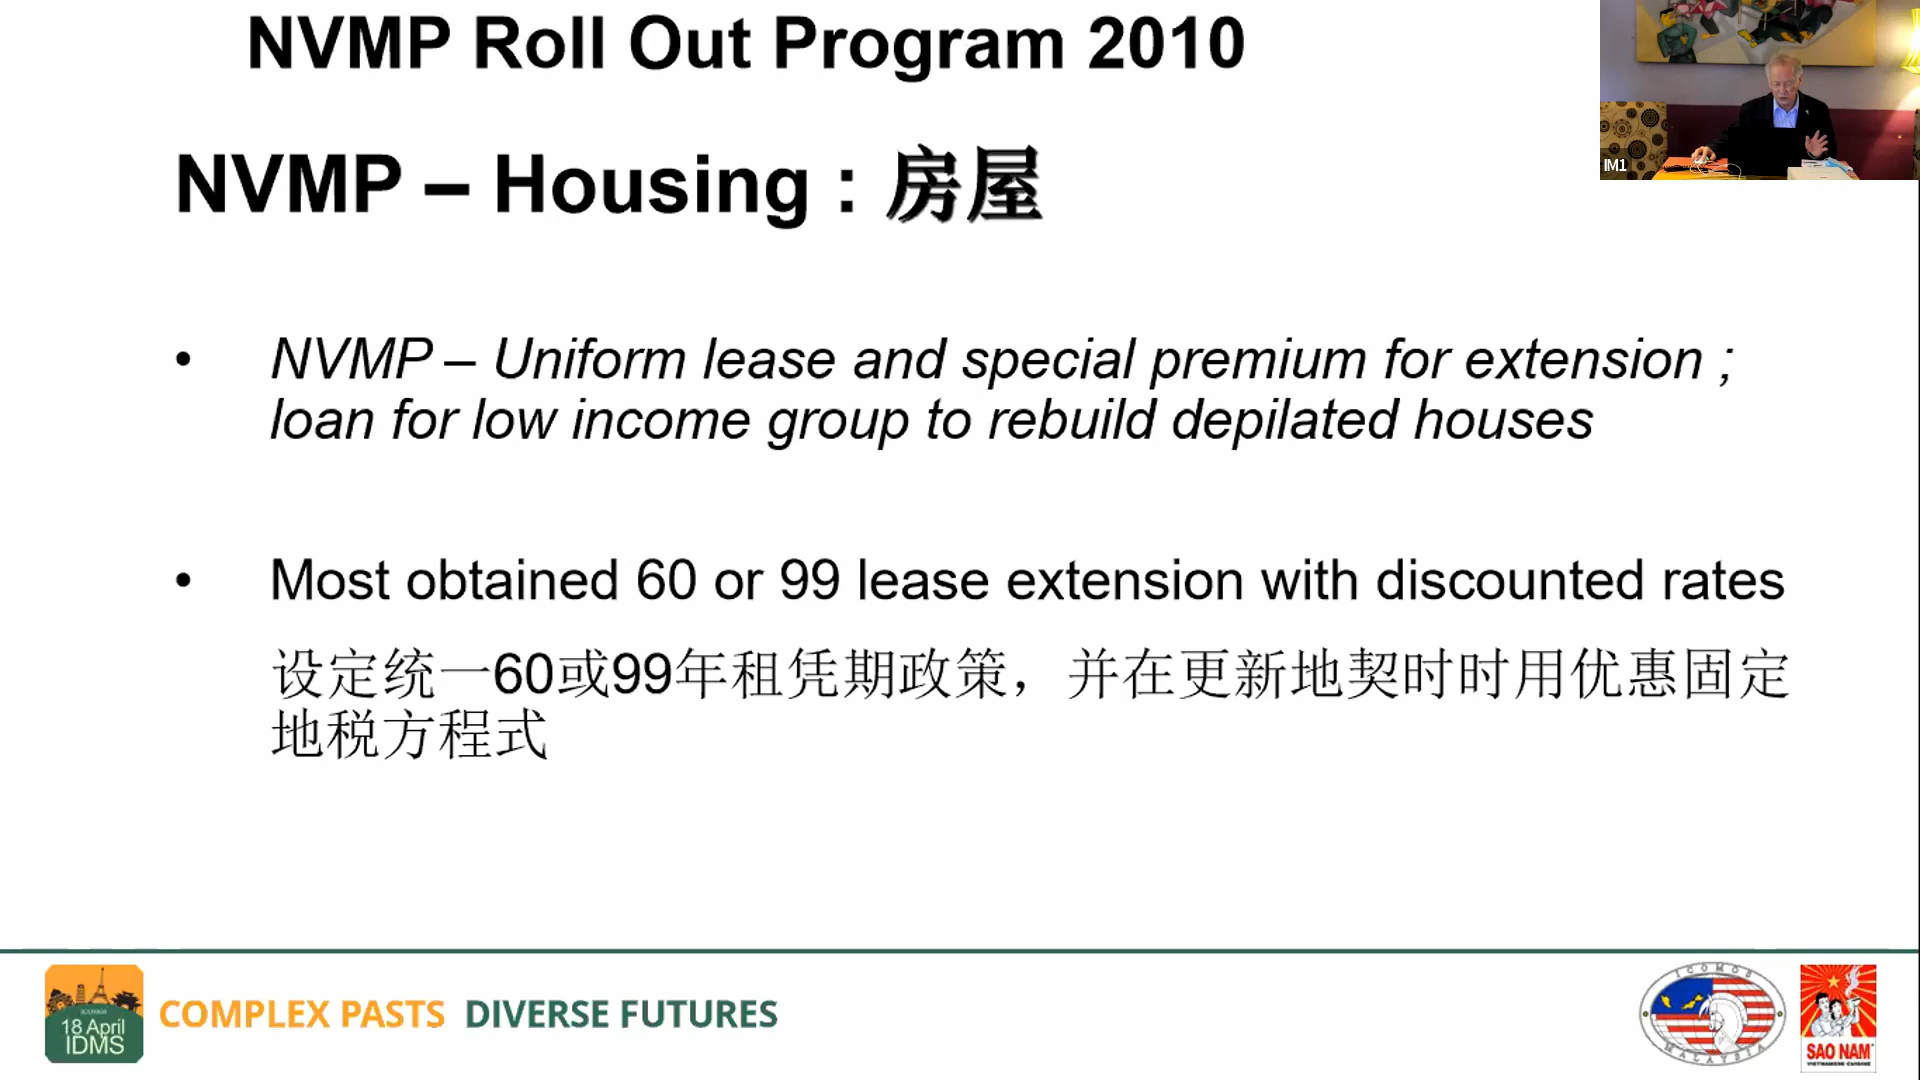 NVMP Roll Out Program 2010
IM1
NVMP – Housing : 房屋
• NVMP – Uniform lease and special premium for extension ;
loan for low income group to rebuild depilated houses
• Most obtained 60 or 99 lease extension with discounted rates
设定统一60或99年租凭期政策，并在更新地契时时用优惠固定
地税方程式
18 April
IDMS
COMPLEX PASTS DIVERSE FUTURES
ICOMOS
MALAYSIA
SAO NAM
VIETNAMESE CUISINE